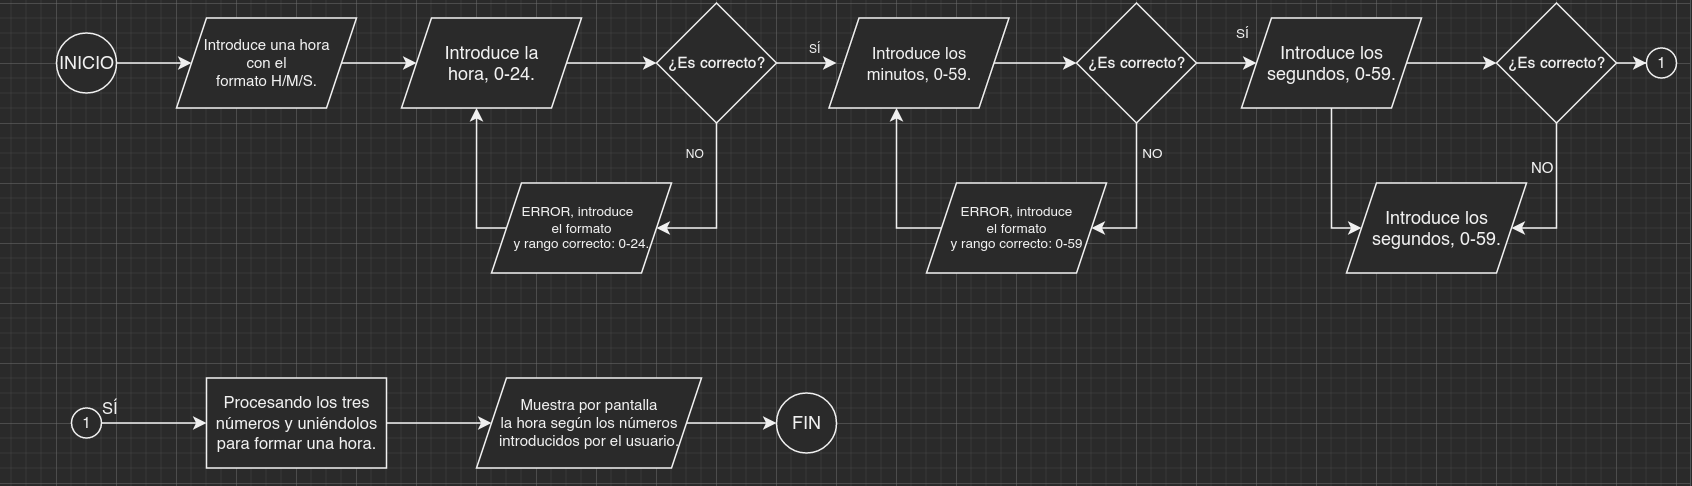 INICIO
Introduce una hora
con el
formato H/M/S.
Introduce la
hora, 0-24.
¿Es correcto?
SÍ
Introduce los
minutos, 0-59.
¿Es correcto?
SÍ
Introduce los
segundos, 0-59.
¿Es correcto?
1
NO
ERROR, introduce
el formato
y rango correcto: 0-24.
NO
ERROR, introduce
el formato
y rango correcto: 0-59
NO
Introduce los
segundos, 0-59.
1
SÍ
Procesando los tres
números y uniéndolos
para formar una hora.
Muestra por pantalla
la hora según los números
introducidos por el usuario.
FIN